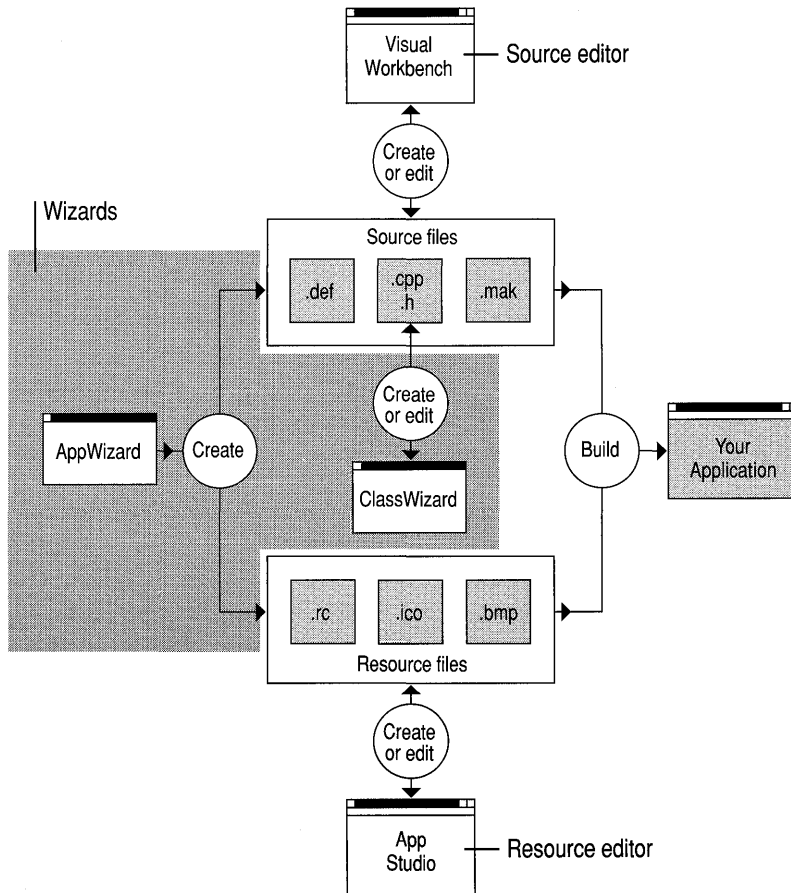 Visual
Workbench
Source editor
Create
or edit
Wizards
Source files
.def
.cpp
.h
.mak
Create
or edit
AppWizard
Create
Build
Your
Application
ClassWizard
.rc
.ico
.bmp
Resource files
Create
or edit
App
Studio
Resource editor